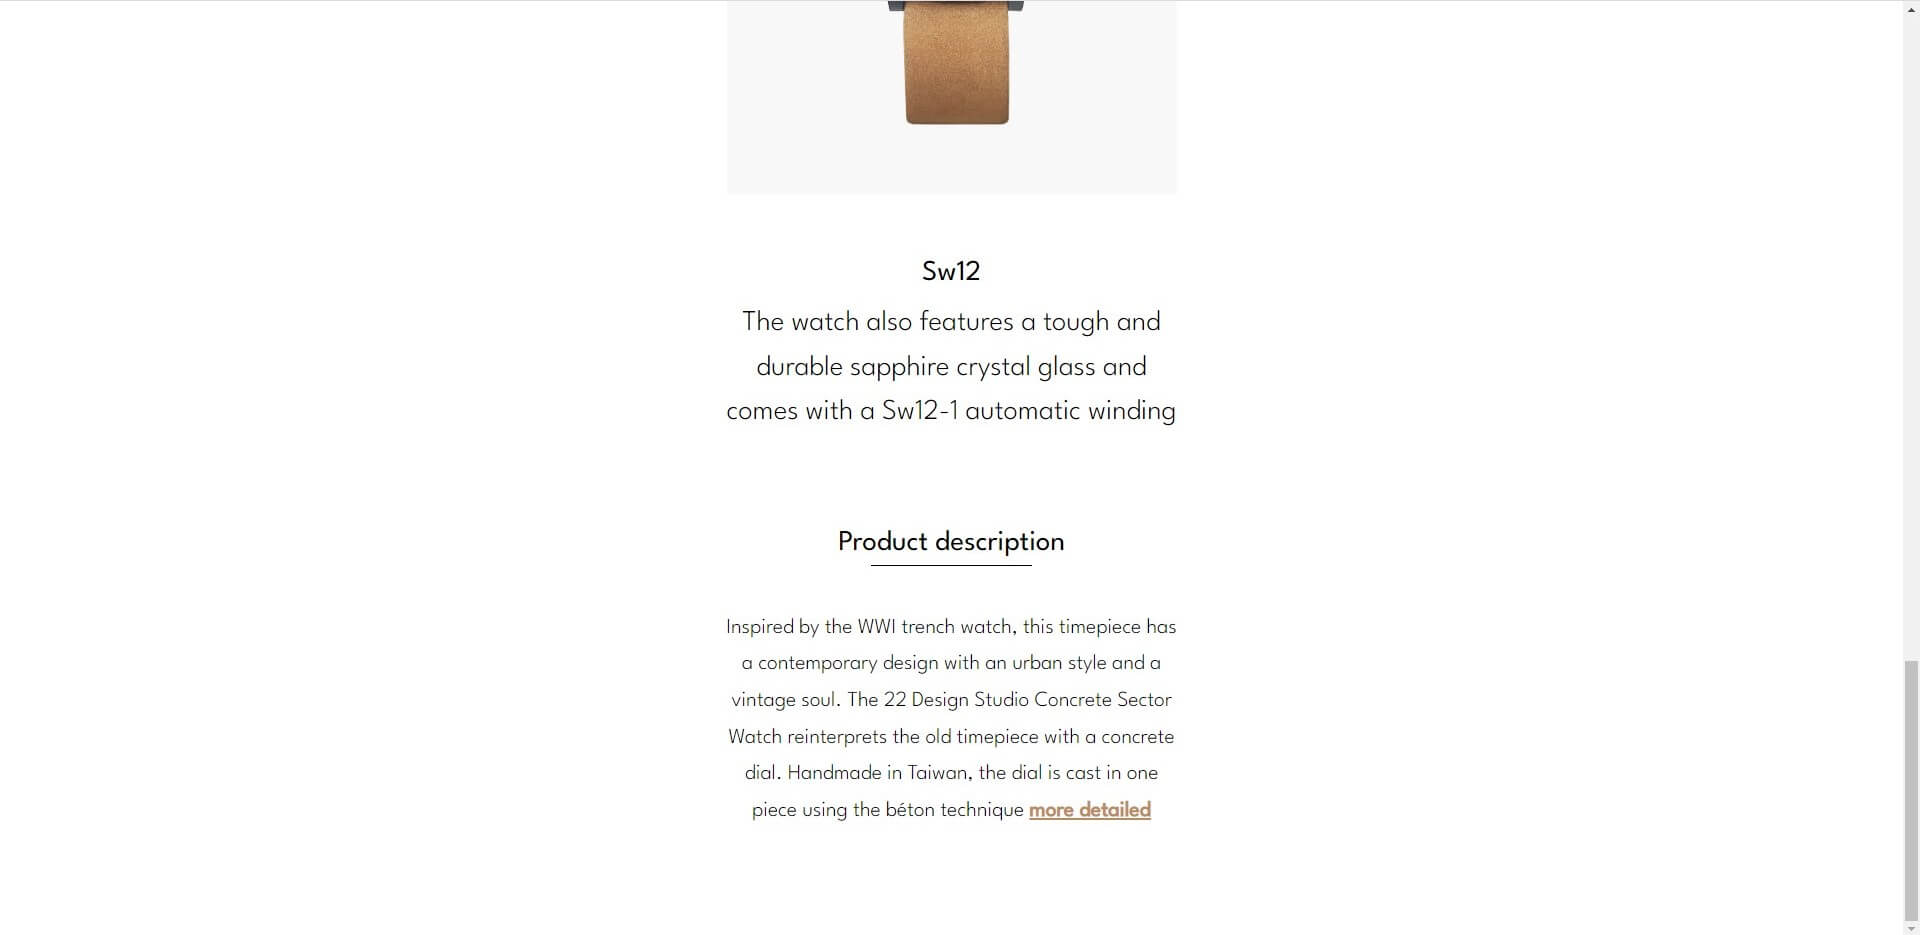 Sw12
The watch also features a tough and
durable sapphire crystal glass and
comes with a Sw12-1 automatic winding
Product description
Inspired by the WWI trench watch, this timepiece has
a contemporary design with an urban style and a
vintage soul. The 22 Design Studio Concrete Sector
Watch reinterprets the old timepiece with a concrete
dial. Handmade in Taiwan, the dial is cast in one
piece using the béton technique more detailed